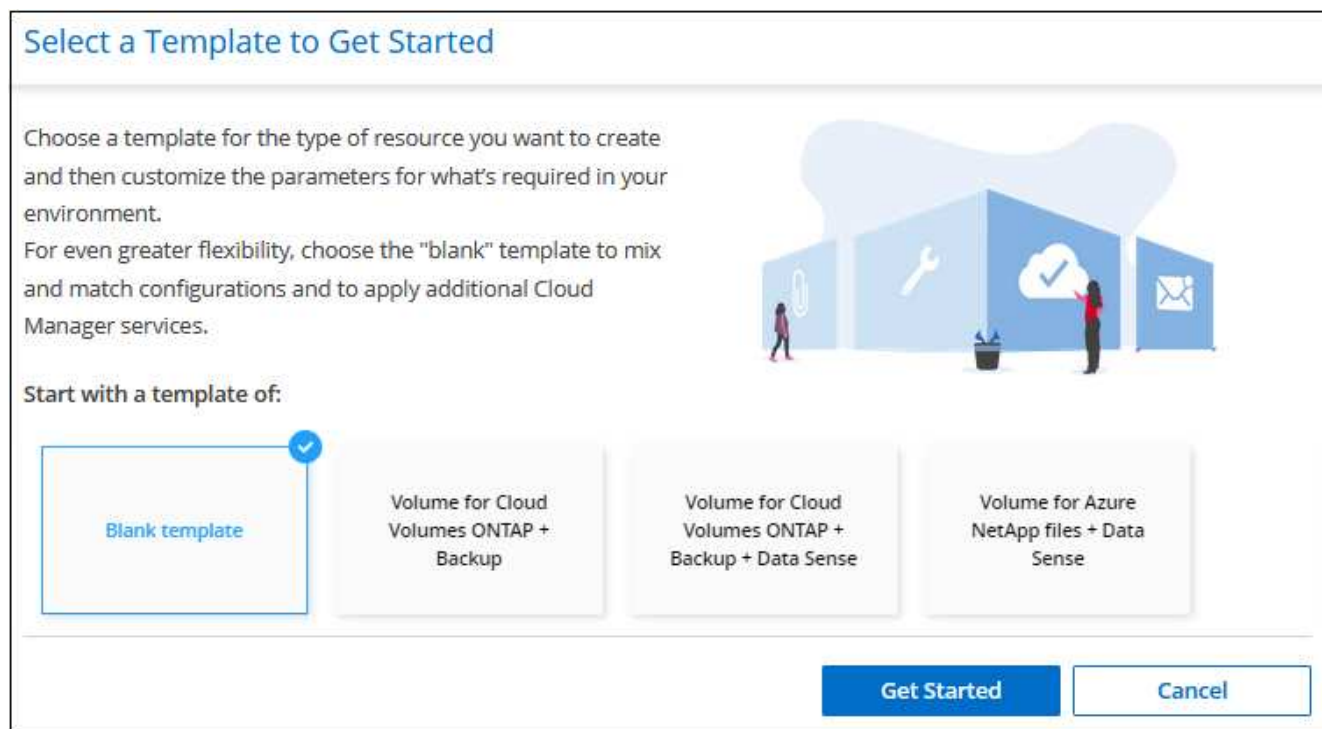 Select a Template to Get Started
Choose a template for the type of resource you want to create
and then customize the parameters for what's required in your
environment.
For even greater flexibility, choose the "blank" template to mix
and match configurations and to apply additional Cloud
Manager services.
Start with a template of:
Blank template
Volume for Cloud
Volumes ONTAP +
Backup
Volume for Cloud
Volumes ONTAP +
Backup + Data Sense
Volume for Azure
NetApp files + Data
Sense
Get Started
Cancel